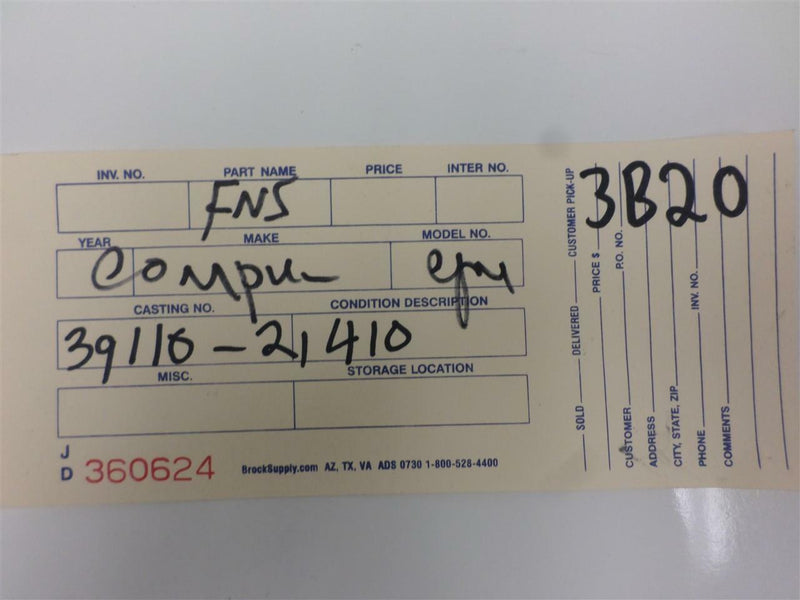 INV. NO. PART NAME PRICE INTER NO.
FNS
YEAR MAKE MODEL NO.
CASTING NO. CONDITION DESCRIPTION
39110-21410
MISC. STORAGE LOCATION
J
D 360624 BrockSupply.com AZ, TX, VA ADS 0730 1-800-528-4400
3B20
SOLD DELIVERED CUSTOMER PICK-UP
PRICE $
CUSTOMER P.O. NO.
ADDRESS
CITY, STATE, ZIP
PHONE INV. NO.
COMMENTS